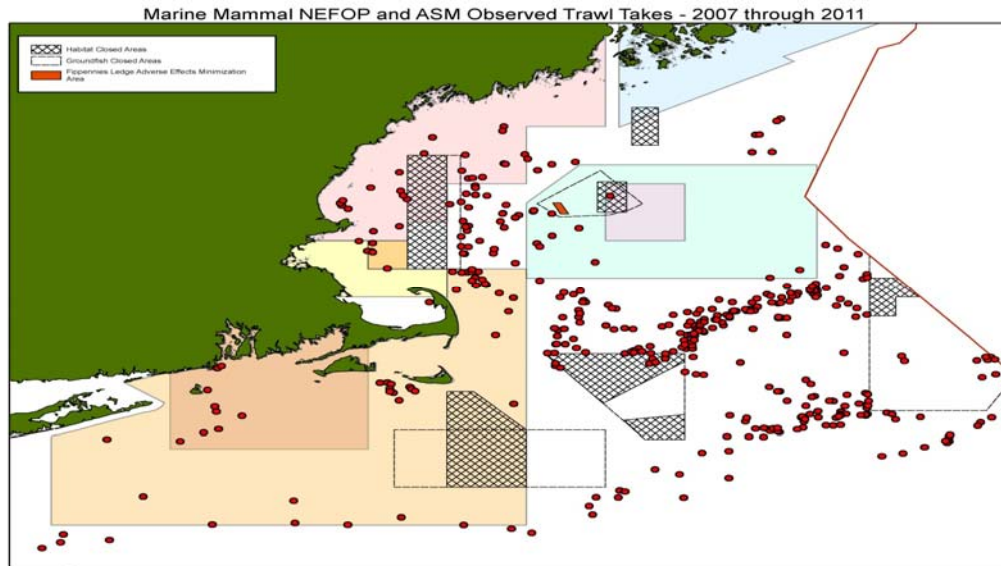 Marine Mammal NEFOP and ASM Observed Trawl Takes - 2007 through 2011
Habitat Closed Areas
Groundfish Closed Areas
Fippennies Ledge Adverse Effects Minimization
Area